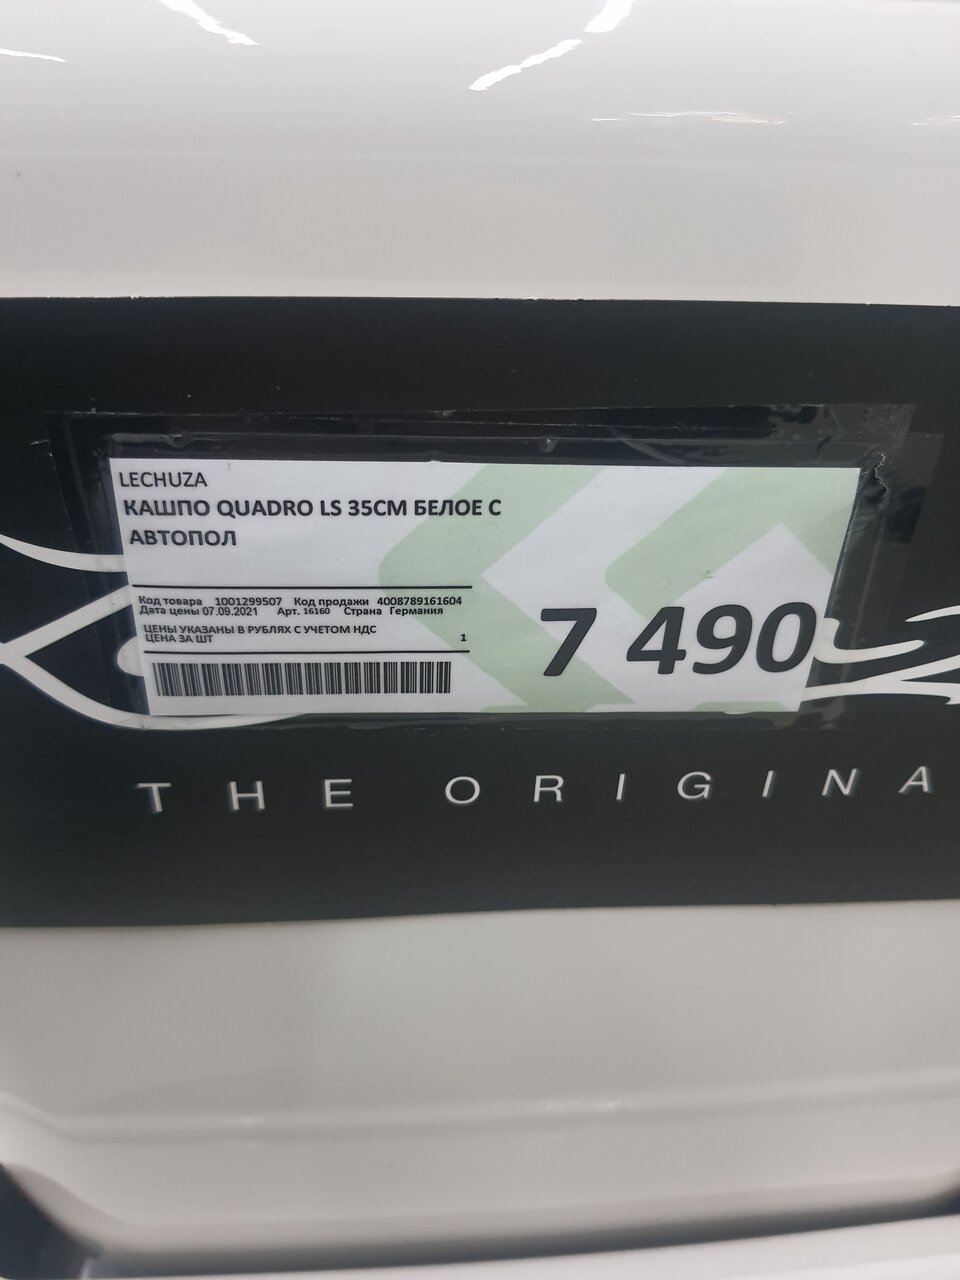 LECHUZA
КАШПО QUADRO LS 35СМ БЕЛОЕ С
АВТОПОЛ
Код товара 1001299507 Код продажи 4008789161604
Дата цены 07.09.2021 Арт. 16160 Страна Германия
ЦЕНЫ УКАЗАНЫ В РУБЛЯХ С УЧЕТОМ НДС
ЦЕНА ЗА ШТ 1
7 490
THE ORIGINA